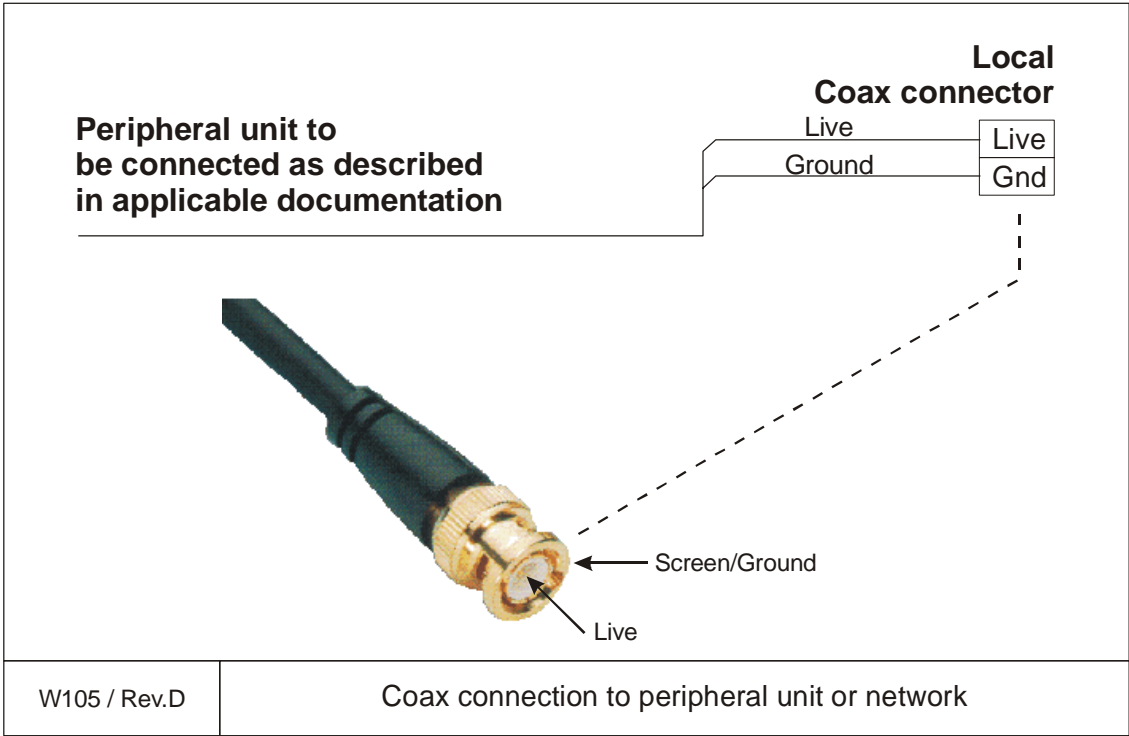 Local
Coax connector
Peripheral unit to
be connected as described
in applicable documentation
Live
Live
Ground
Gnd
Screen/Ground
Live
W105 / Rev.D
Coax connection to peripheral unit or network